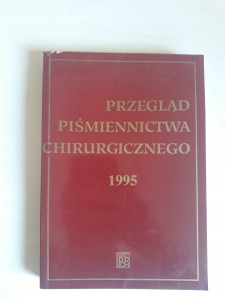 PRZEGLĄD
PIŚMIENNICTWA
CHIRURGICZNEGO
1995